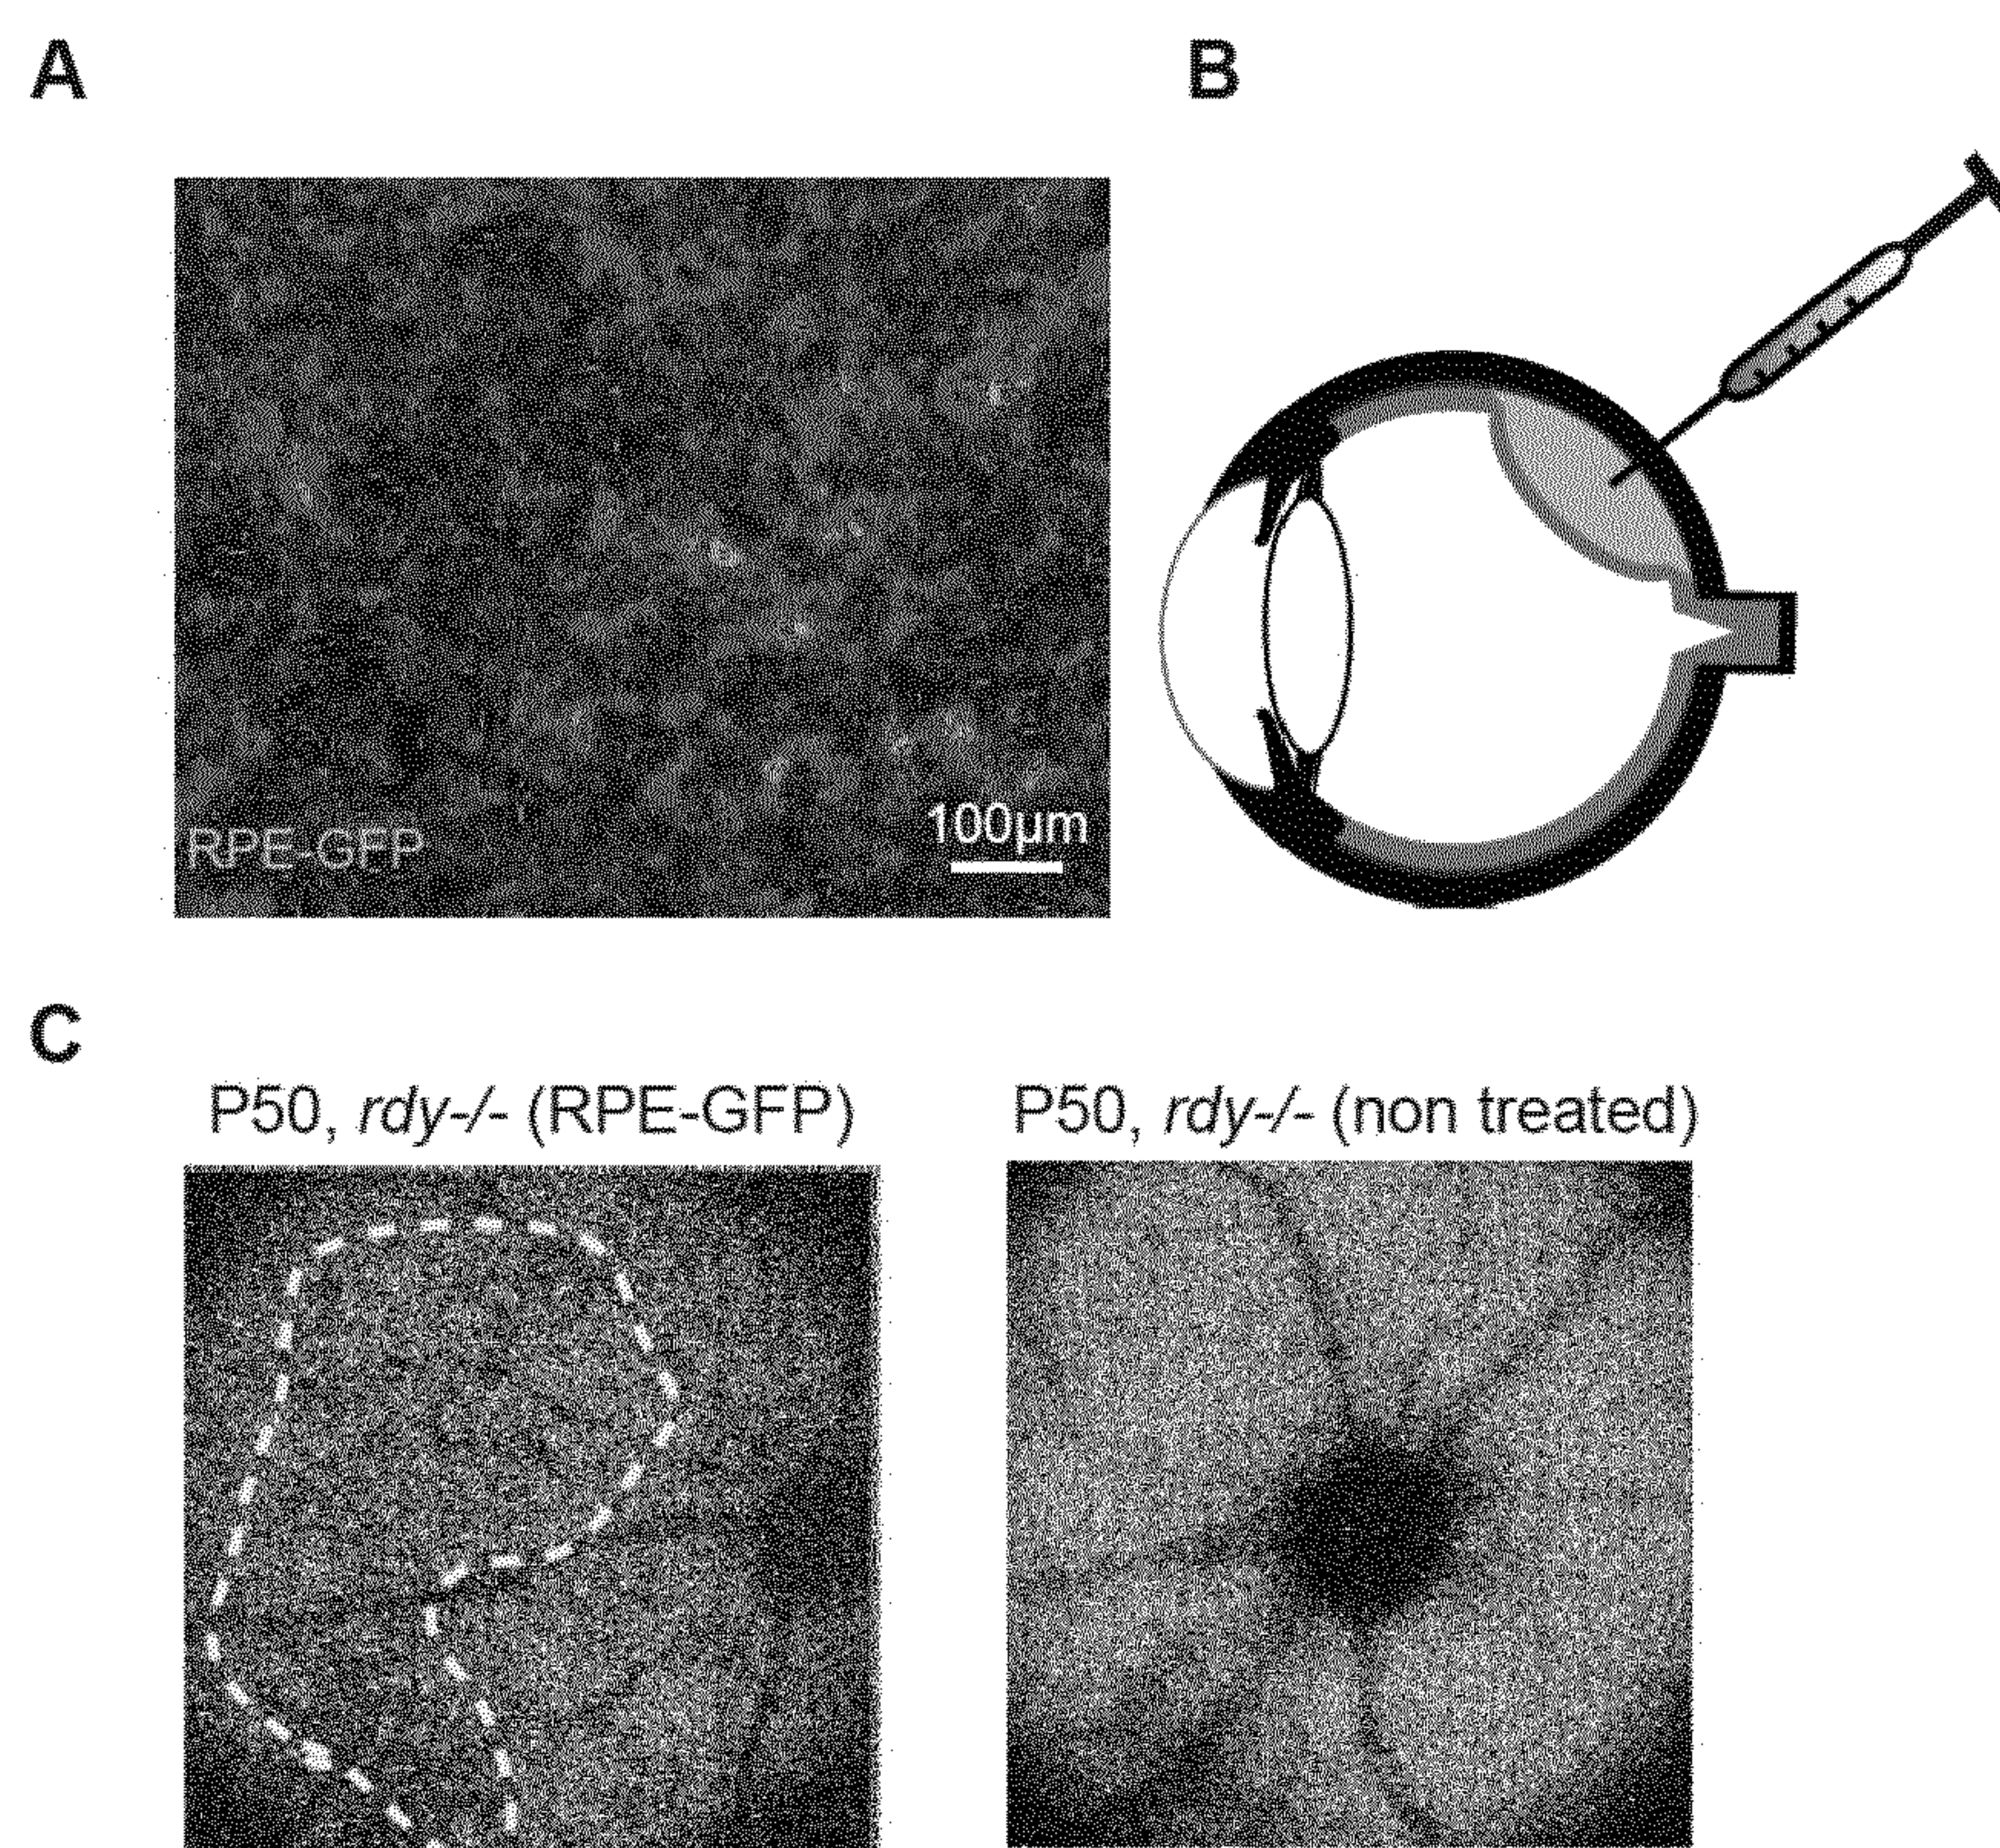 A
B
RPE-GFP
100µm
C
P50, rdy-/- (RPE-GFP)
P50, rdy-/- (non treated)